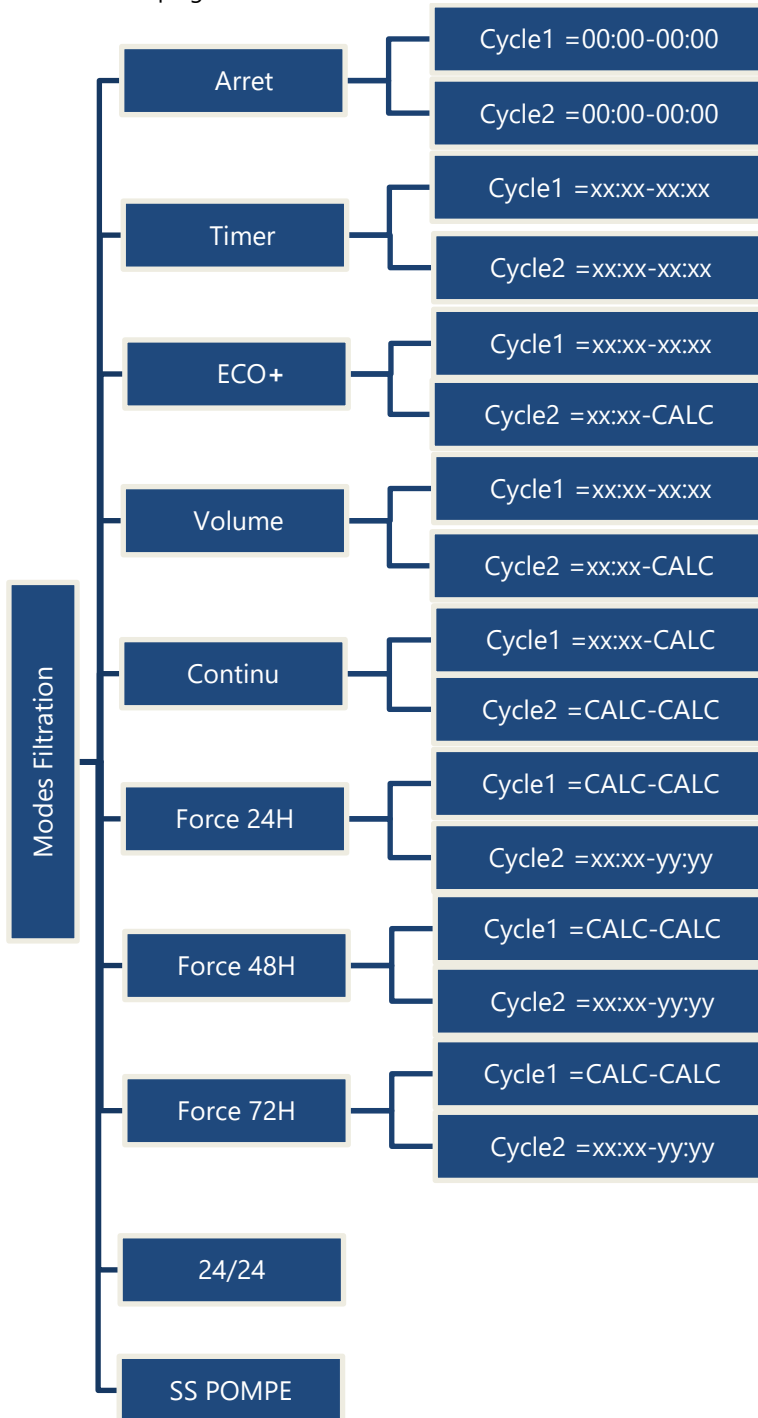 Modes Filtration
Arret
Cycle1 =00:00-00:00
Cycle2 =00:00-00:00
Timer
Cycle1 =xx:xx-xx:xx
Cycle2 =xx:xx-xx:xx
ECO+
Cycle1 =xx:xx-xx:xx
Cycle2 =xx:xx-CALC
Volume
Cycle1 =xx:xx-xx:xx
Cycle2 =xx:xx-CALC
Continu
Cycle1 =xx:xx-CALC
Cycle2 =CALC-CALC
Force 24H
Cycle1 =CALC-CALC
Cycle2 =xx:xx-yy:yy
Force 48H
Cycle1 =CALC-CALC
Cycle2 =xx:xx-yy:yy
Force 72H
Cycle1 =CALC-CALC
Cycle2 =xx:xx-yy:yy
24/24
SS POMPE